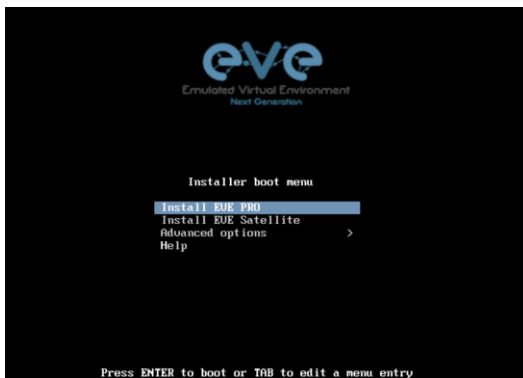 eve
Emulated Virtual Environment
Next Generation
Installer boot menu
Install EVE PRO
Install EVE Satellite
Advanced options >
Help
Press ENTER to boot or TAB to edit a menu entry